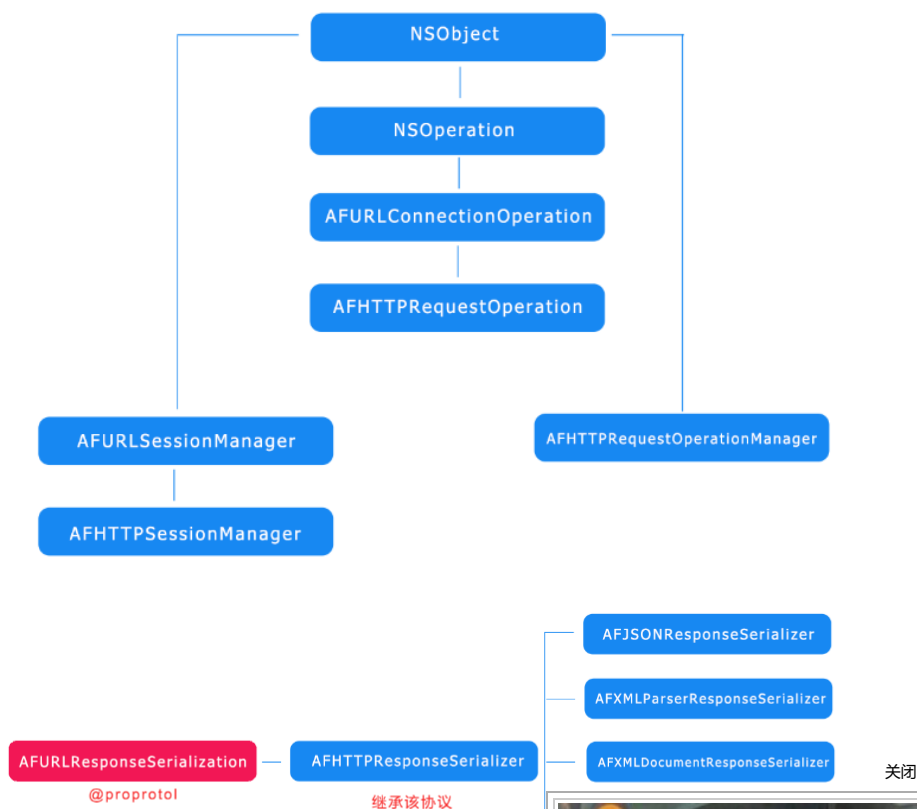 NSObject
NSOperation
AFURLConnectionOperation
AFHTTPRequestOperation
AFURLSessionManager
AFHTTPRequestOperationManager
AFHTTPSessionManager
AFJSONResponseSerializer
AFXMLParserResponseSerializer
AFURLResponseSerialization
AFHTTPResponseSerializer
AFXMLDocumentResponseSerializer
关闭
@proprotol
继承该协议